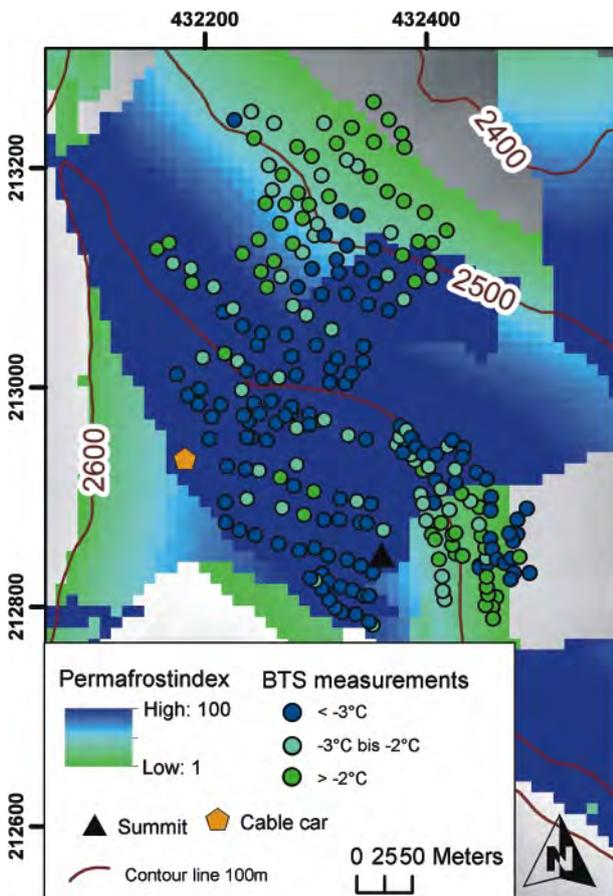 432200 432400
213200
213000
212800
212600
2400
2500
2600
Permafrostindex
High: 100
Low: 1
BTS measurements
< -3°C
-3°C bis -2°C
> -2°C
Summit
Cable car
Contour line 100m
0 25 50 Meters
N